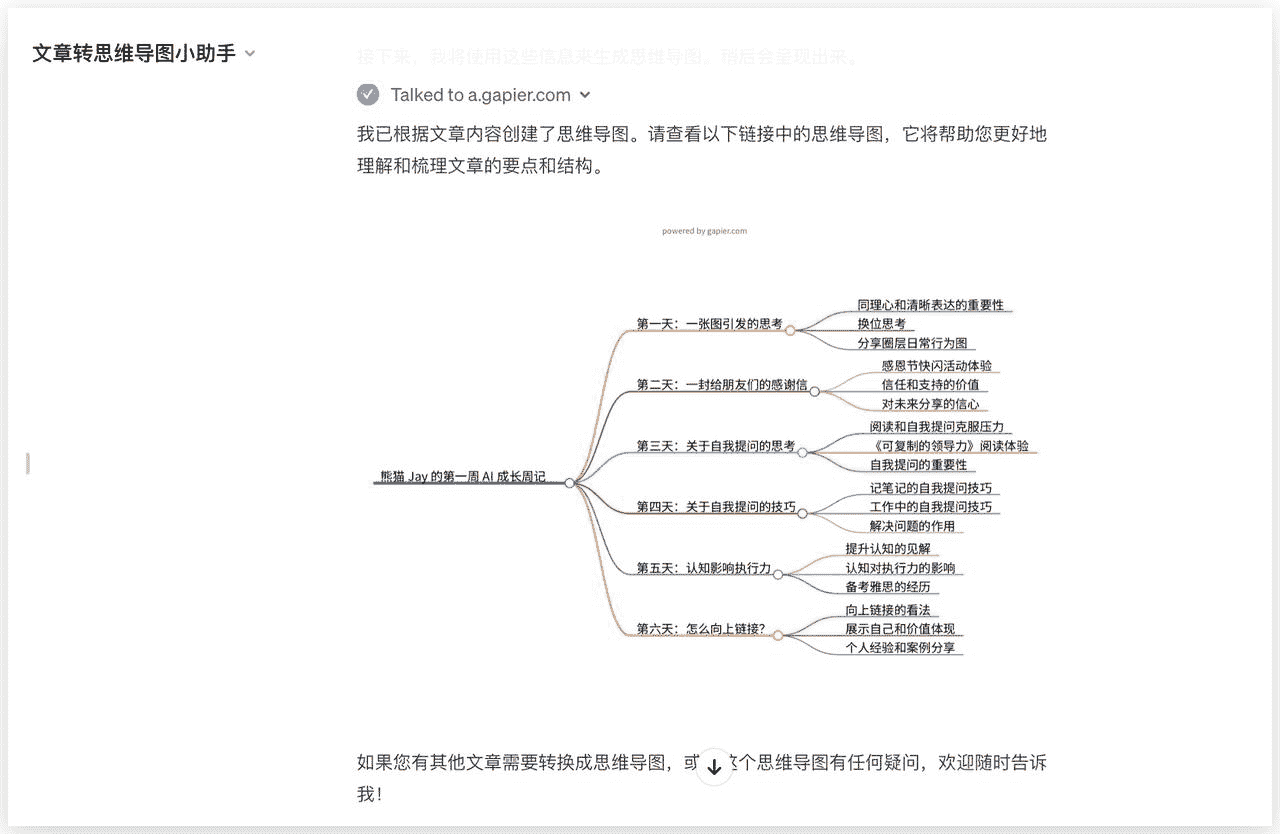 文章转思维导图小助手
接下来，我将使用这些信息来生成思维导图。稍后会呈现出来。
Talked to a.gapier.com
我已根据文章内容创建了思维导图。请查看以下链接中的思维导图，它将帮助您更好地
理解和梳理文章的要点和结构。
powered by gapier.com
熊猫 Jay 的第一周 AI 成长周记
第一天：一张图引发的思考
同理心和清晰表达的重要性
换位思考
分享圈层日常行为图
第二天：一封给朋友们的感谢信
感恩节快闪活动体验
信任和支持的价值
对未来分享的信心
第三天：关于自我提问的思考
阅读和自我提问克服压力
《可复制的领导力》阅读体验
自我提问的重要性
第四天：关于自我提问的技巧
记笔记的自我提问技巧
工作中的自我提问技巧
解决问题的作用
第五天：认知影响执行力
提升认知的见解
认知对执行力的影响
备考雅思的经历
第六天：怎么向上链接？
向上链接的看法
展示自己和价值体现
个人经验和案例分享
如果您有其他文章需要转换成思维导图，或 这个思维导图有任何疑问，欢迎随时告诉
我！